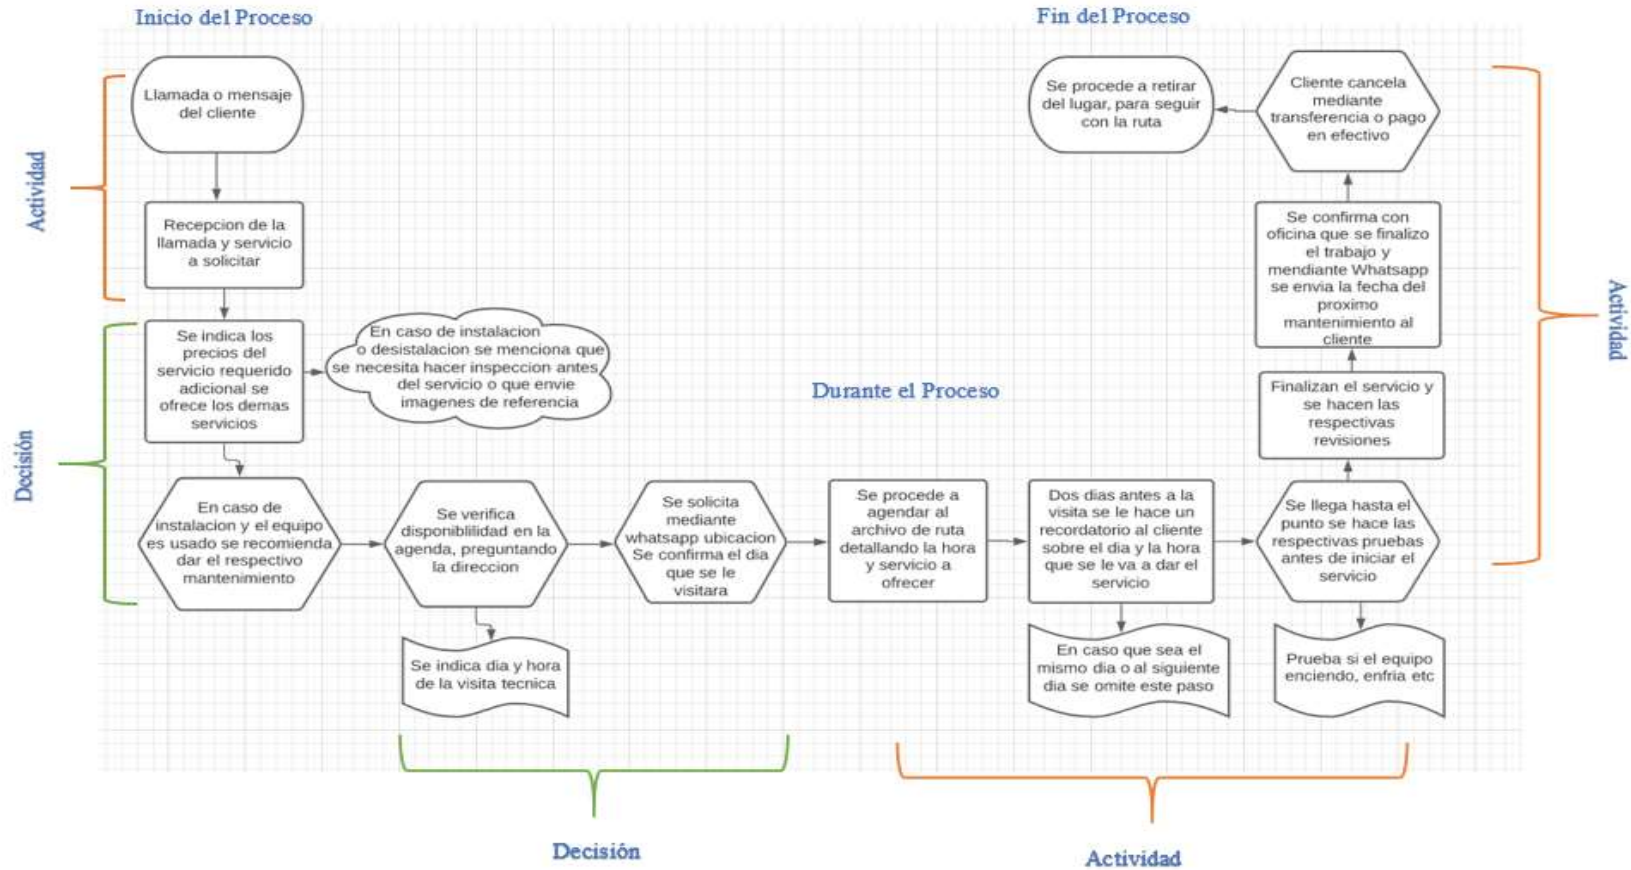 Inicio del Proceso
Fin del Proceso
Actividad
Llamada o mensaje
del cliente
Recepcion de la
llamada y servicio
a solicitar
Decisión
Se indica los
precios del
servicio requerido
adicional se
ofrece los demas
servicios
En caso de instalacion
o desistalacion se menciona que
se necesita hacer inspeccion antes
del servicio o que envie
imagenes de referencia
En caso de
instalacion y el equipo
es usado se recomienda
dar el respectivo
mantenimiento
Se verifica
disponiblilidad en la
agenda, preguntando
la direccion
Se indica dia y hora
de la visita tecnica
Se solicita
mediante
whatsapp ubicacion
Se confirma el dia
que se le
visitara
Decisión
Durante el Proceso
Se procede a
agendar al
archivo de ruta
detallando la hora
y servicio a
ofrecer
Dos dias antes a la
visita se le hace un
recordatorio al cliente
sobre el dia y la hora
que se le va a dar el
servicio
En caso que sea el
mismo dia o al siguiente
dia se omite este paso
Se llega hasta el
punto se hace las
respectivas pruebas
antes de iniciar el
servicio
Prueba si el equipo
enciendo, enfria etc
Actividad
Finalizan el servicio y
se hacen las
respectivas
revisiones
Se confirma con
oficina que se finalizo
el trabajo y
mendiante Whatsapp
se envia la fecha del
proximo
mantenimiento al
cliente
Cliente cancela
mediante
transferencia o pago
en efectivo
Se procede a retirar
del lugar, para seguir
con la ruta
Actividad